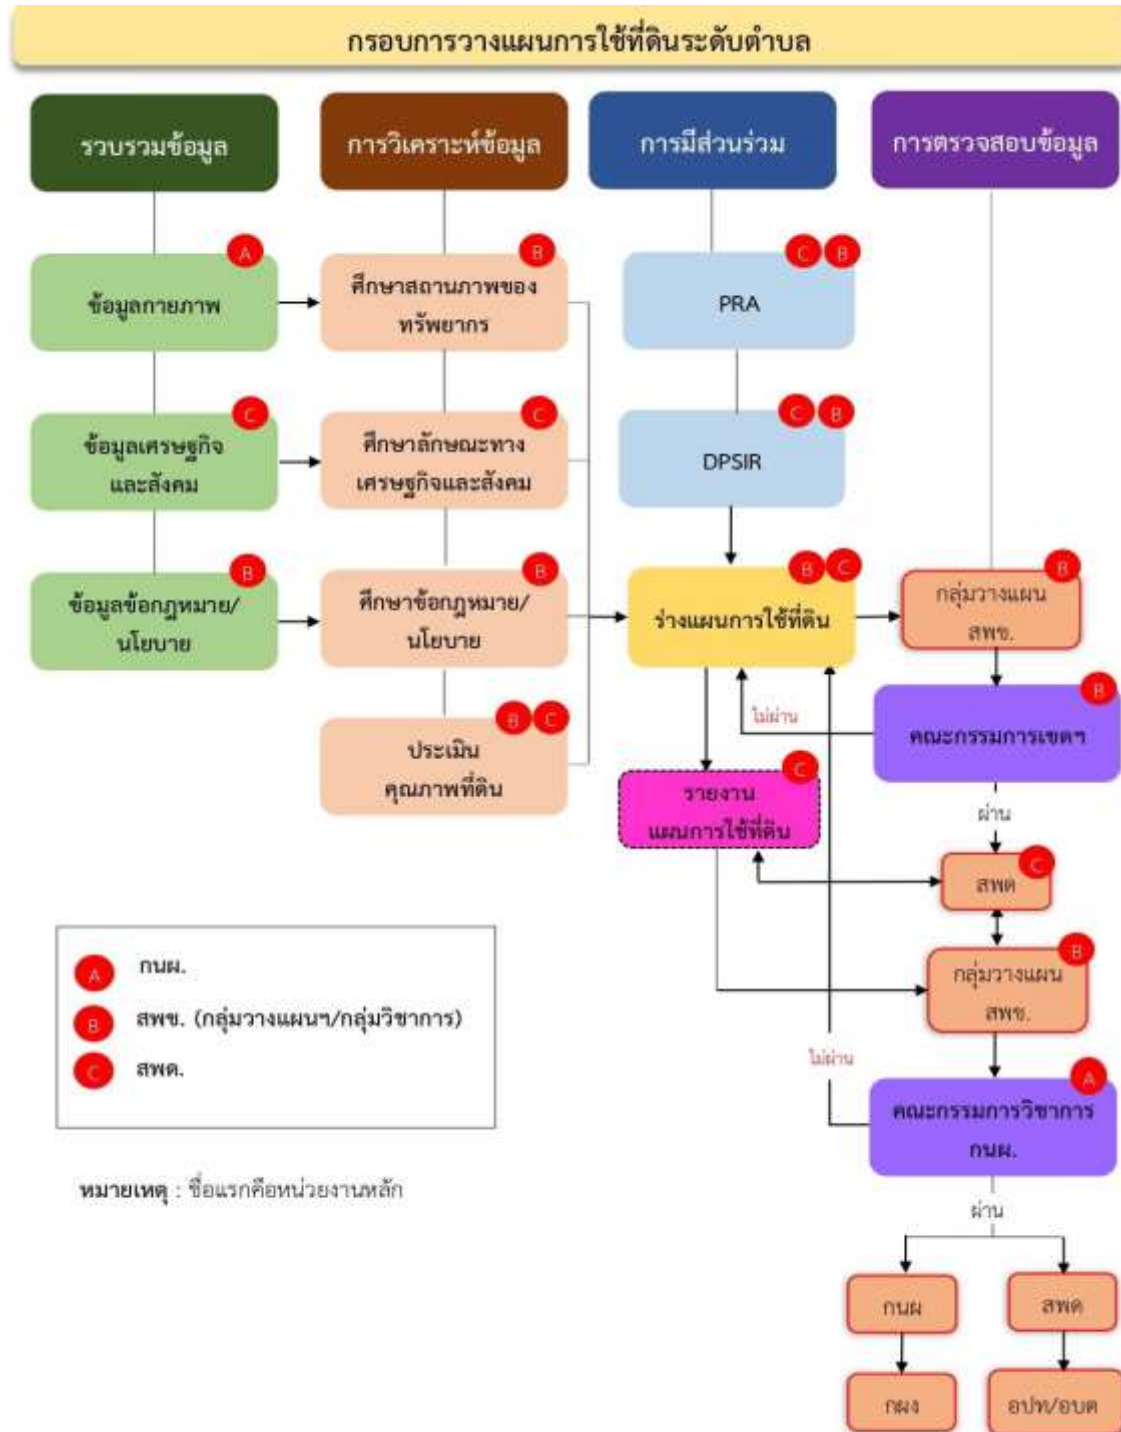 กรอบการวางแผนการใช้ที่ดินระดับตำบล
รวบรวมข้อมูล
การวิเคราะห์ข้อมูล
การมีส่วนร่วม
การตรวจสอบข้อมูล
A
ข้อมูลกายภาพ
B
ศึกษาสถานภาพของ
ทรัพยากร
C B
PRA
C
ข้อมูลเศรษฐกิจ
และสังคม
C
ศึกษาลักษณะทาง
เศรษฐกิจและสังคม
C B
DPSIR
B
ข้อมูลข้อกฎหมาย/
นโยบาย
B
ศึกษาข้อกฎหมาย/
นโยบาย
B C
ร่างแผนการใช้ที่ดิน
B
กลุ่มวางแผน
สพข.
B C
ประเมิน
คุณภาพที่ดิน
ไม่ผ่าน
B
คณะกรรมการเขตฯ
C
รายงาน
แผนการใช้ที่ดิน
ผ่าน
C
สพด
B
กลุ่มวางแผน
สพข.
A กนผ.
B สพข. (กลุ่มวางแผนฯ/กลุ่มวิชาการ)
C สพด.
ไม่ผ่าน
A
คณะกรรมการวิชาการ
กนผ.
หมายเหตุ : ชื่อแรกคือหน่วยงานหลัก
ผ่าน
กนผ
สพด
กผง
อปท/อบต